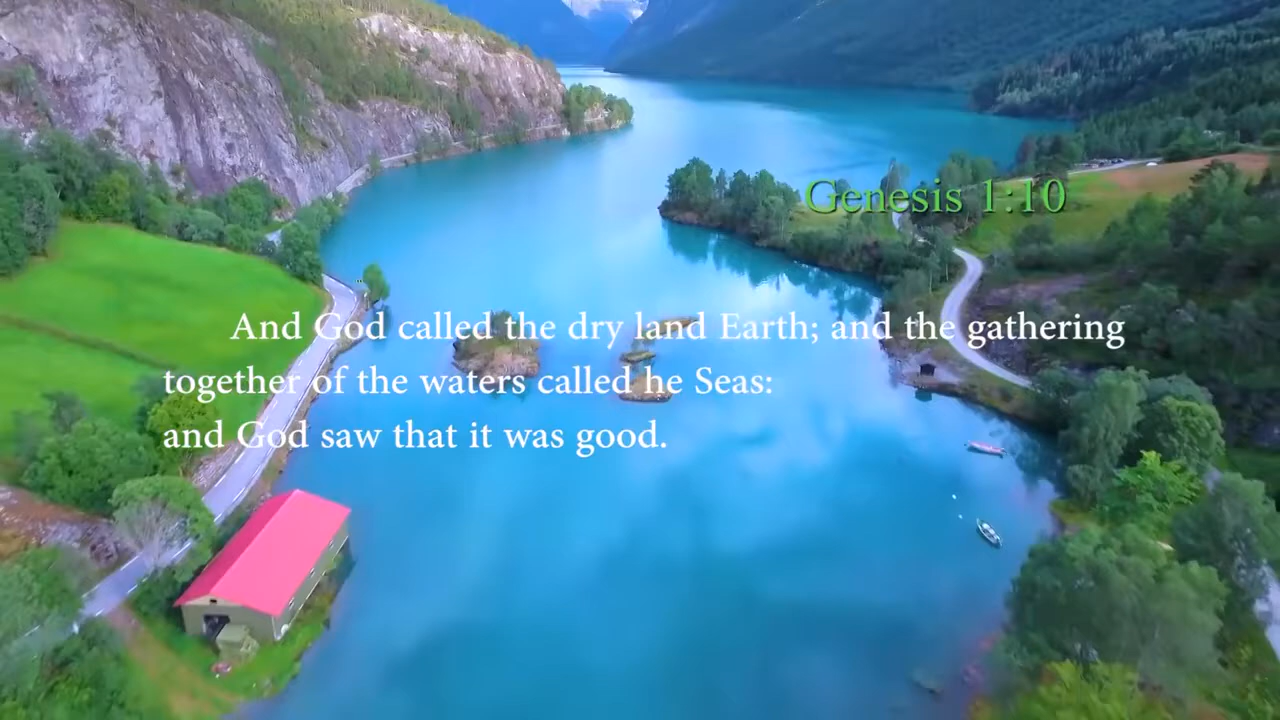 Genesis 1:10
And God called the dry land Earth; and the gathering
together of the waters called he Seas:
and God saw that it was good.